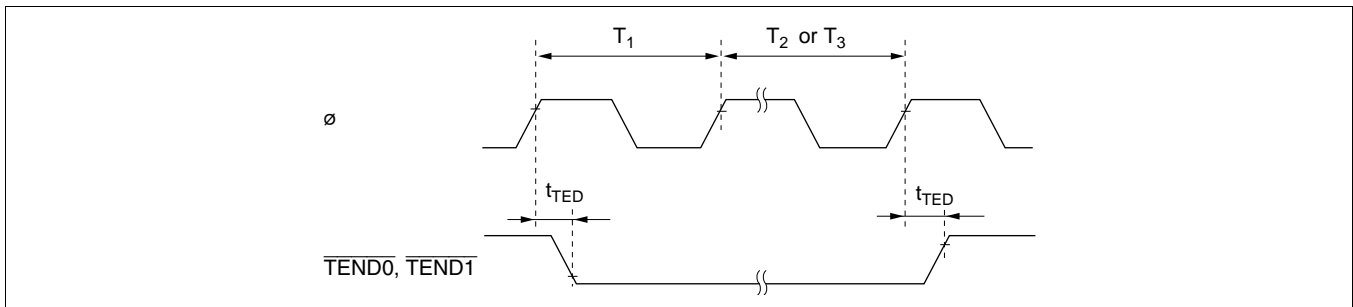 T₁ T₂ or T₃
ø
tTED tTED
TEND0, TEND1